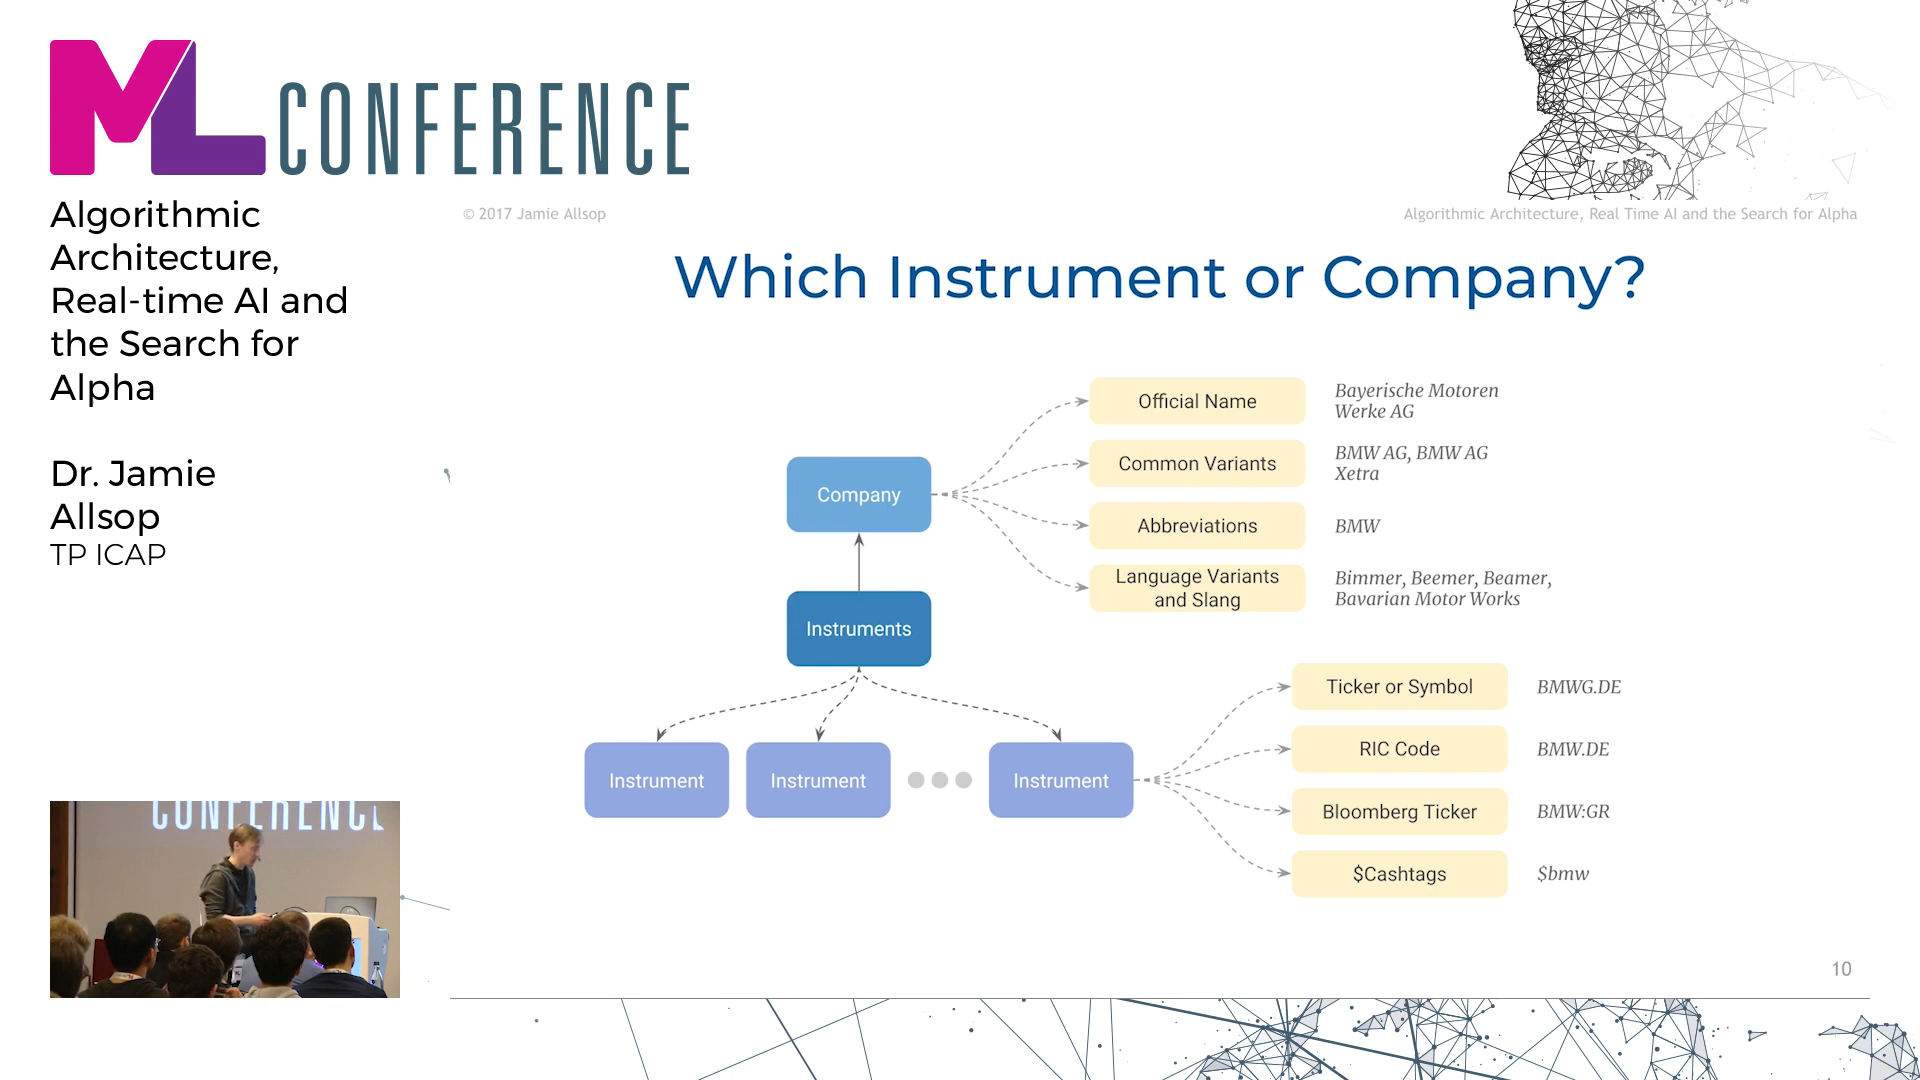 ML CONFERENCE
Algorithmic
Architecture,
Real-time AI and
the Search for
Alpha
Dr. Jamie
Allsop
TP ICAP
© 2017 Jamie Allsop
Algorithmic Architecture, Real Time AI and the Search for Alpha
Which Instrument or Company?
Company
Official Name
Bayerische Motoren
Werke AG
Common Variants
BMW AG, BMW AG
Xetra
Abbreviations
BMW
Language Variants
and Slang
Bimmer, Beemer, Beamer,
Bavarian Motor Works
Instruments
Instrument
Instrument
Instrument
Ticker or Symbol
BMWG.DE
RIC Code
BMW.DE
Bloomberg Ticker
BMW:GR
$Cashtags
$bmw
CONFERENCE
10